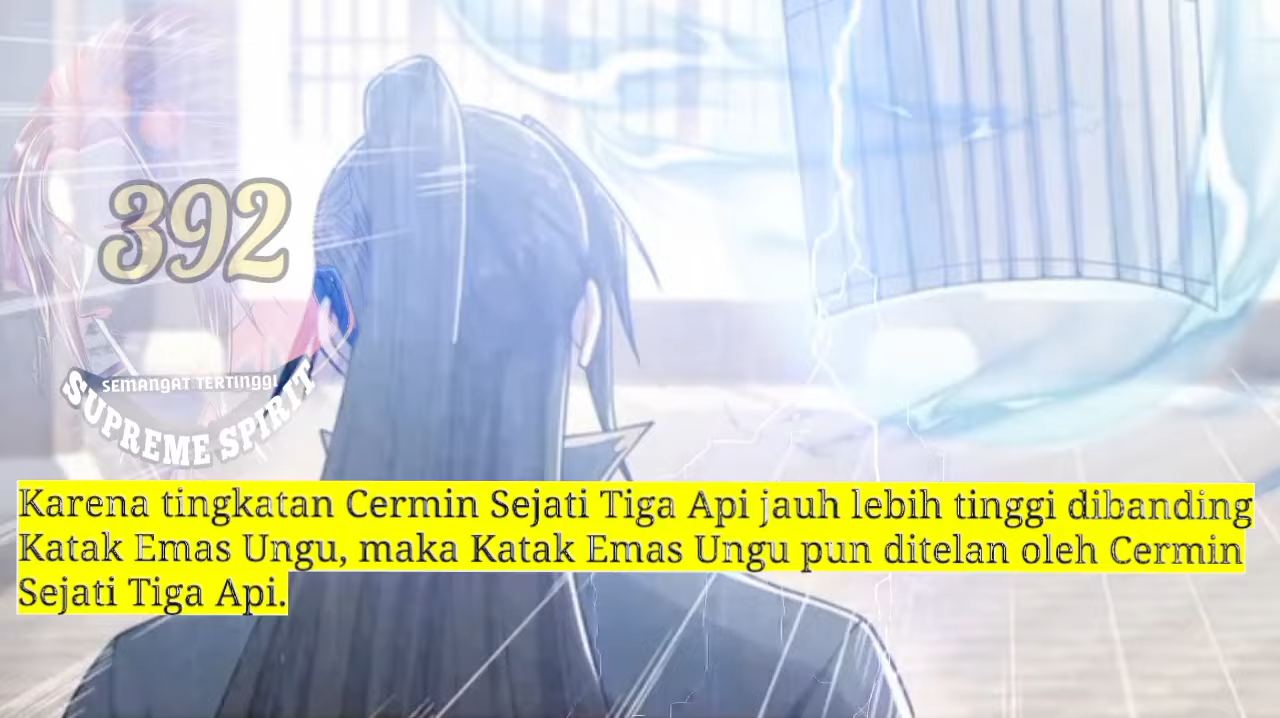 392
SEMANGAT TERTINGGI
SUPREME SPIRIT
Karena tingkatan Cermin Sejati Tiga Api jauh lebih tinggi dibanding
Katak Emas Ungu, maka Katak Emas Ungu pun ditelan oleh Cermin
Sejati Tiga Api.